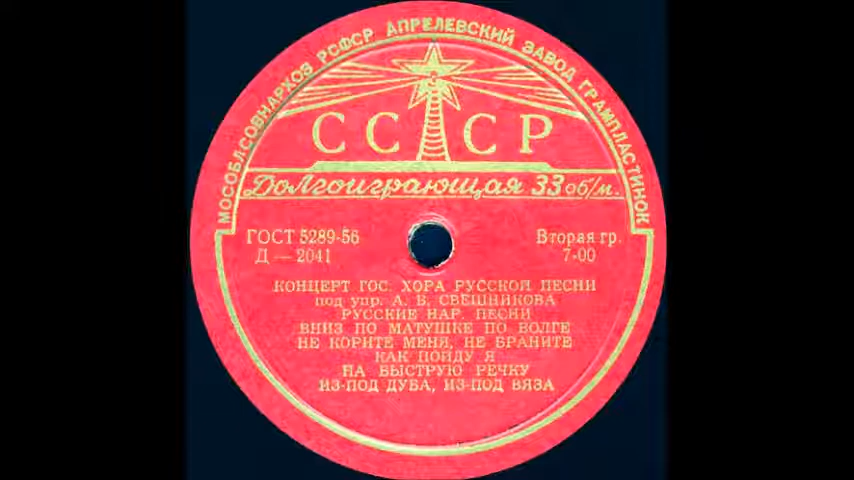 МОСОБЛСОВНАРХОЗ РСФСР АПРЕЛЕВСКИЙ ЗАВОД ГРАМПЛАСТИНОК
СССР
Долгоиграющая 33 об/м.
ГОСТ 5289-56
Вторая гр.
Д — 2041
7-00
КОНЦЕРТ ГОС. ХОРА РУССКОЙ ПЕСНИ
под упр. А. В. СВЕШНИКОВА
РУССКИЕ НАР. ПЕСНИ
ВНИЗ ПО МАТУШКЕ ПО ВОЛГЕ
НЕ КОРИТЕ МЕНЯ, НЕ БРАНИТЕ
КАК ПОЙДУ Я
НА БЫСТРУЮ РЕЧКУ
ИЗ-ПОД ДУБА, ИЗ-ПОД ВЯЗА